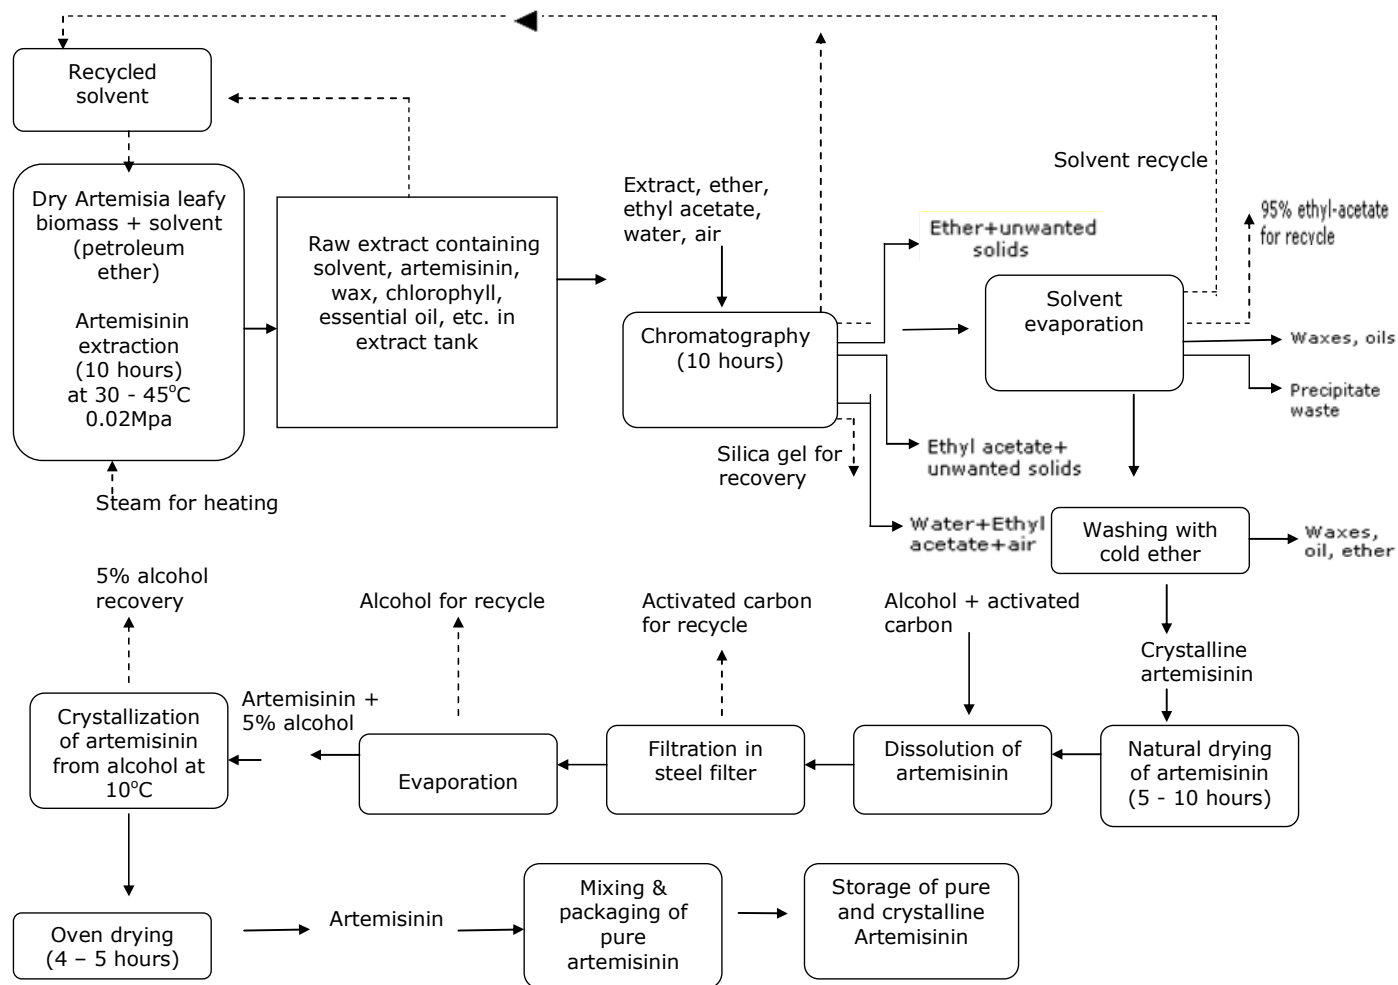 Recycled
solvent
Solvent recycle
Dry Artemisia leafy
biomass + solvent
(petroleum
ether)
Artemisinin
extraction
(10 hours)
at 30 - 45°C
0.02Mpa
Steam for heating
Raw extract containing
solvent, artemisinin,
wax, chlorophyll,
essential oil, etc. in
extract tank
Extract, ether,
ethyl acetate,
water, air
Chromatography
(10 hours)
Ether+unwanted
solids
Ethyl acetate+
unwanted solids
Silica gel for
recovery
Water+Ethyl
acetate+air
Solvent
evaporation
95% ethyl-acetate
for recycle
Waxes, oils
Precipitate
waste
Washing with
cold ether
Waxes,
oil, ether
Crystalline
artemisinin
Natural drying
of artemisinin
(5 - 10 hours)
Alcohol + activated
carbon
Dissolution of
artemisinin
Activated carbon
for recycle
Filtration in
steel filter
Alcohol for recycle
Evaporation
Artemisinin +
5% alcohol
5% alcohol
recovery
Crystallization
of artemisinin
from alcohol at
10°C
Oven drying
(4 – 5 hours)
Artemisinin
Mixing &
packaging of
pure
artemisinin
Storage of pure
and crystalline
Artemisinin